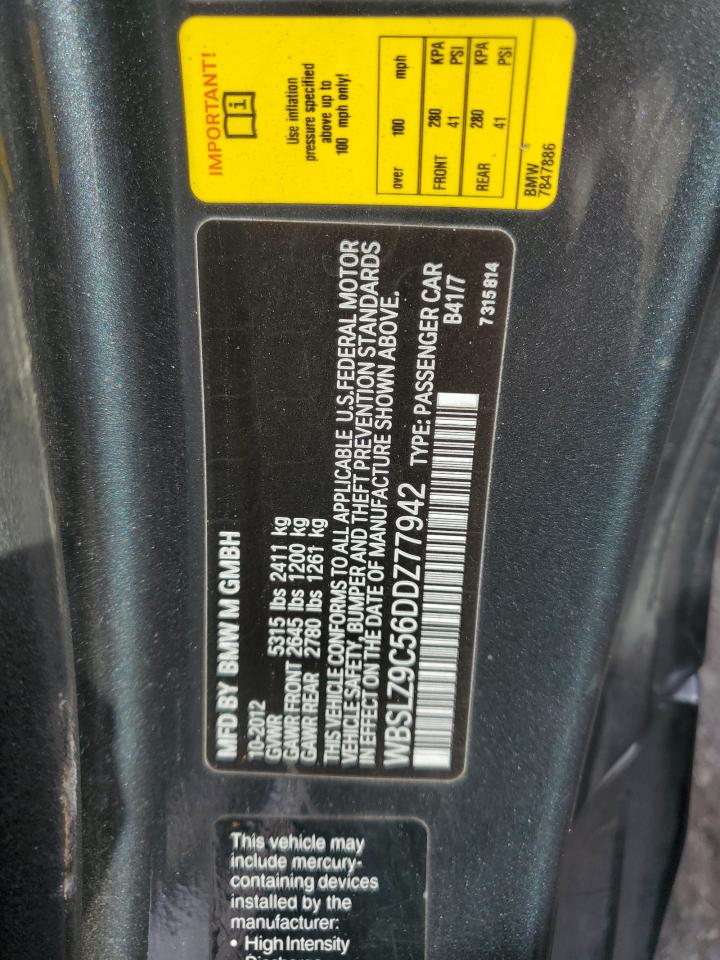 IMPORTANT!
i
Use inflation
pressure specified
above up to
100 mph only!
over 100 mph
FRONT 280 KPA
41 PSI
REAR 280 KPA
41 PSI
BMW
7847886
MFD BY BMW M GMBH
10-2012
GVWR 5315 lbs 2411 kg
GAWR FRONT 2645 lbs 1200 kg
GAWR REAR 2780 lbs 1261 kg
THIS VEHICLE CONFORMS TO ALL APPLICABLE U.S.FEDERAL MOTOR
VEHICLE SAFETY, BUMPER AND THEFT PREVENTION STANDARDS
IN EFFECT ON THE DATE OF MANUFACTURE SHOWN ABOVE.
WBSLZ9C56DDZ77942 TYPE: PASSENGER CAR
B41/7
7 315 814
This vehicle may
include mercury-
containing devices
installed by the
manufacturer:
• High Intensity